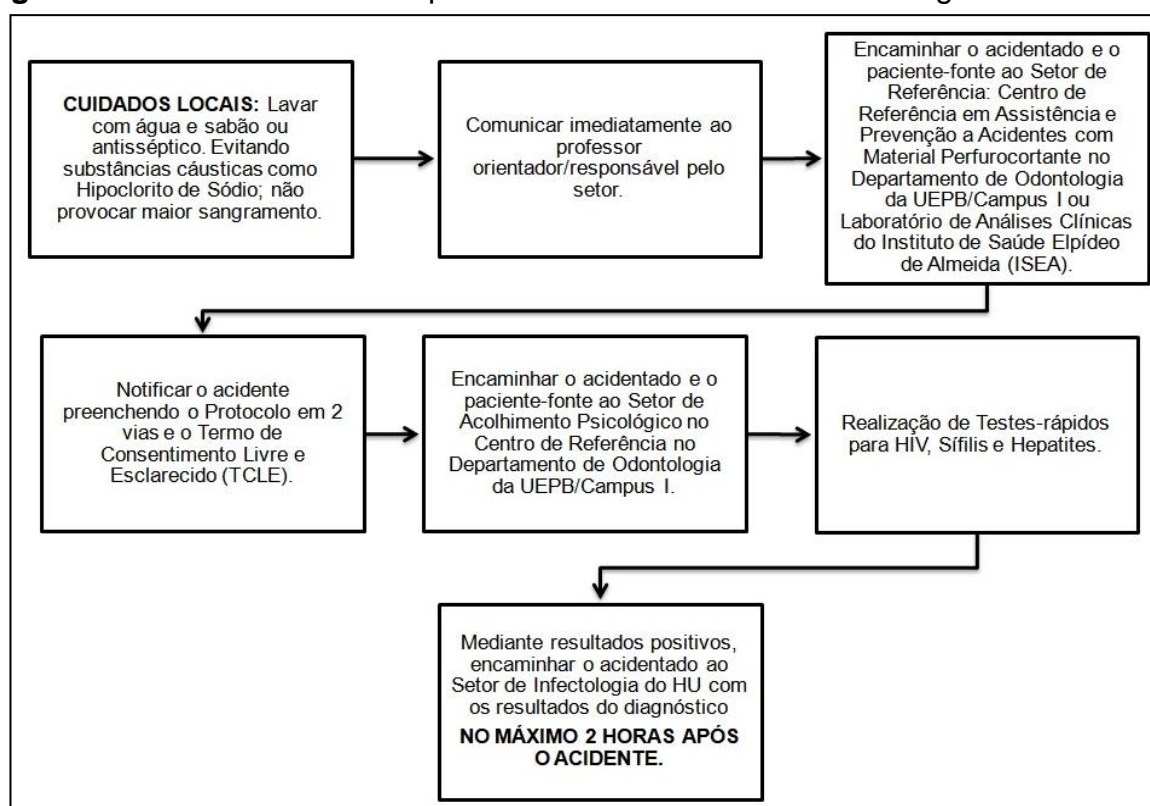 CUIDADOS LOCAIS: Lavar
com água e sabão ou
antisséptico. Evitando
substâncias cáusticas como
Hipoclorito de Sódio; não
provocar maior sangramento.
Comunicar imediatamente ao
professor
orientador/responsável pelo
setor.
Encaminhar o acidentado e o
paciente-fonte ao Setor de
Referência: Centro de
Referência em Assistência e
Prevenção a Acidentes com
Material Perfurocortante no
Departamento de Odontologia
da UEPB/Campus I ou
Laboratório de Análises Clínicas
do Instituto de Saúde Elpídeo
de Almeida (ISEA).
Notificar o acidente
preenchendo o Protocolo em 2
vias e o Termo de
Consentimento Livre e
Esclarecido (TCLE).
Encaminhar o acidentado e o
paciente-fonte ao Setor de
Acolhimento Psicológico no
Centro de Referência no
Departamento de Odontologia
da UEPB/Campus I.
Realização de Testes-rápidos
para HIV, Sífilis e Hepatites.
Mediante resultados positivos,
encaminhar o acidentado ao
Setor de Infectologia do HU com
os resultados do diagnóstico
NO MÁXIMO 2 HORAS APÓS
O ACIDENTE.